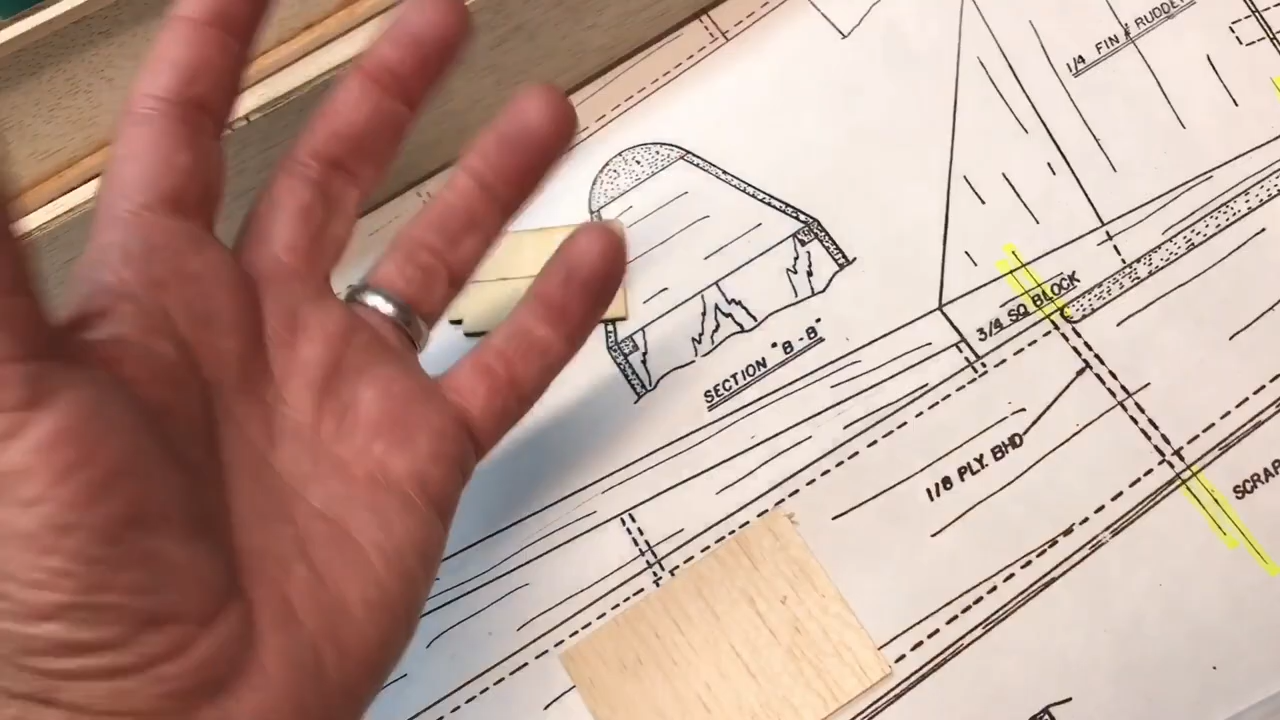 1/4 FIN & RUDDER
3/4 SQ BLOCK
SECTION "B-B"
1/8 PLY. BHD
SCRAP